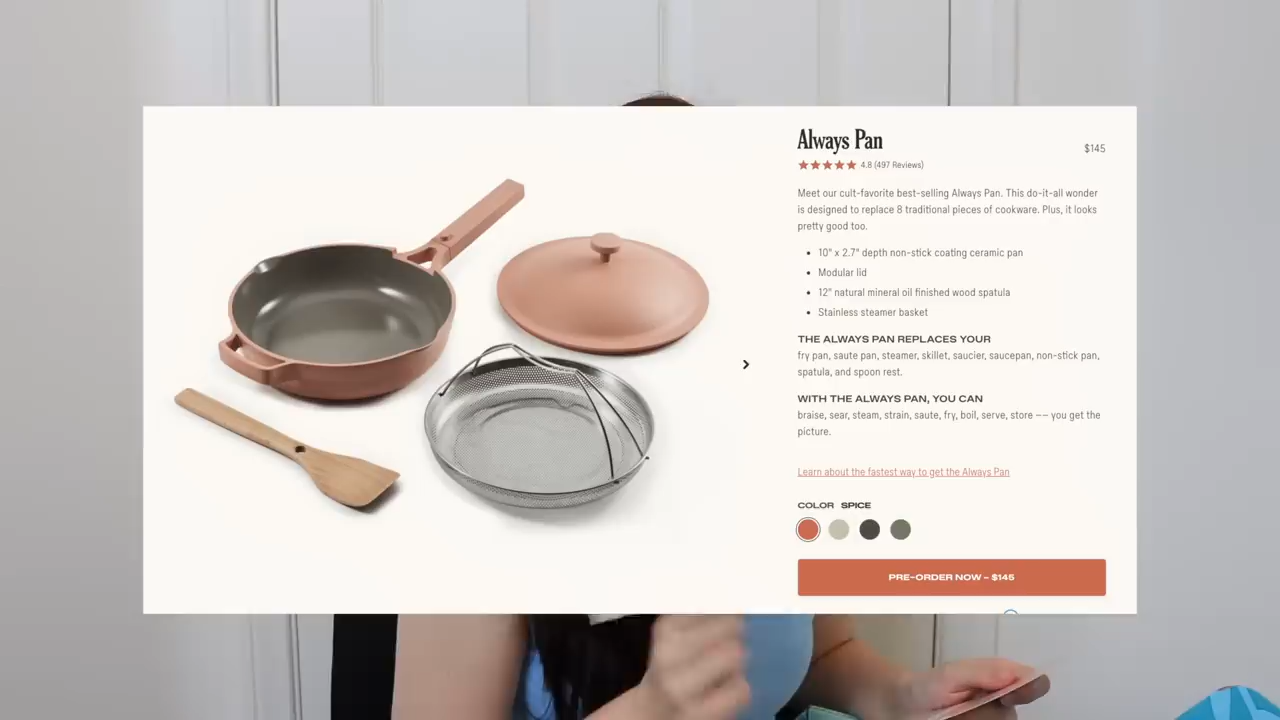 Always Pan
$145
4.8 (497 Reviews)
Meet our cult-favorite best-selling Always Pan. This do-it-all wonder
is designed to replace 8 traditional pieces of cookware. Plus, it looks
pretty good too.
• 10" x 2.7" depth non-stick coating ceramic pan
• Modular lid
• 12" natural mineral oil finished wood spatula
• Stainless steamer basket
THE ALWAYS PAN REPLACES YOUR
fry pan, saute pan, steamer, skillet, saucier, saucepan, non-stick pan,
spatula, and spoon rest.
WITH THE ALWAYS PAN, YOU CAN
braise, sear, steam, strain, saute, fry, boil, serve, store –– you get the
picture.
Learn about the fastest way to get the Always Pan
COLOR SPICE
PRE-ORDER NOW – $145